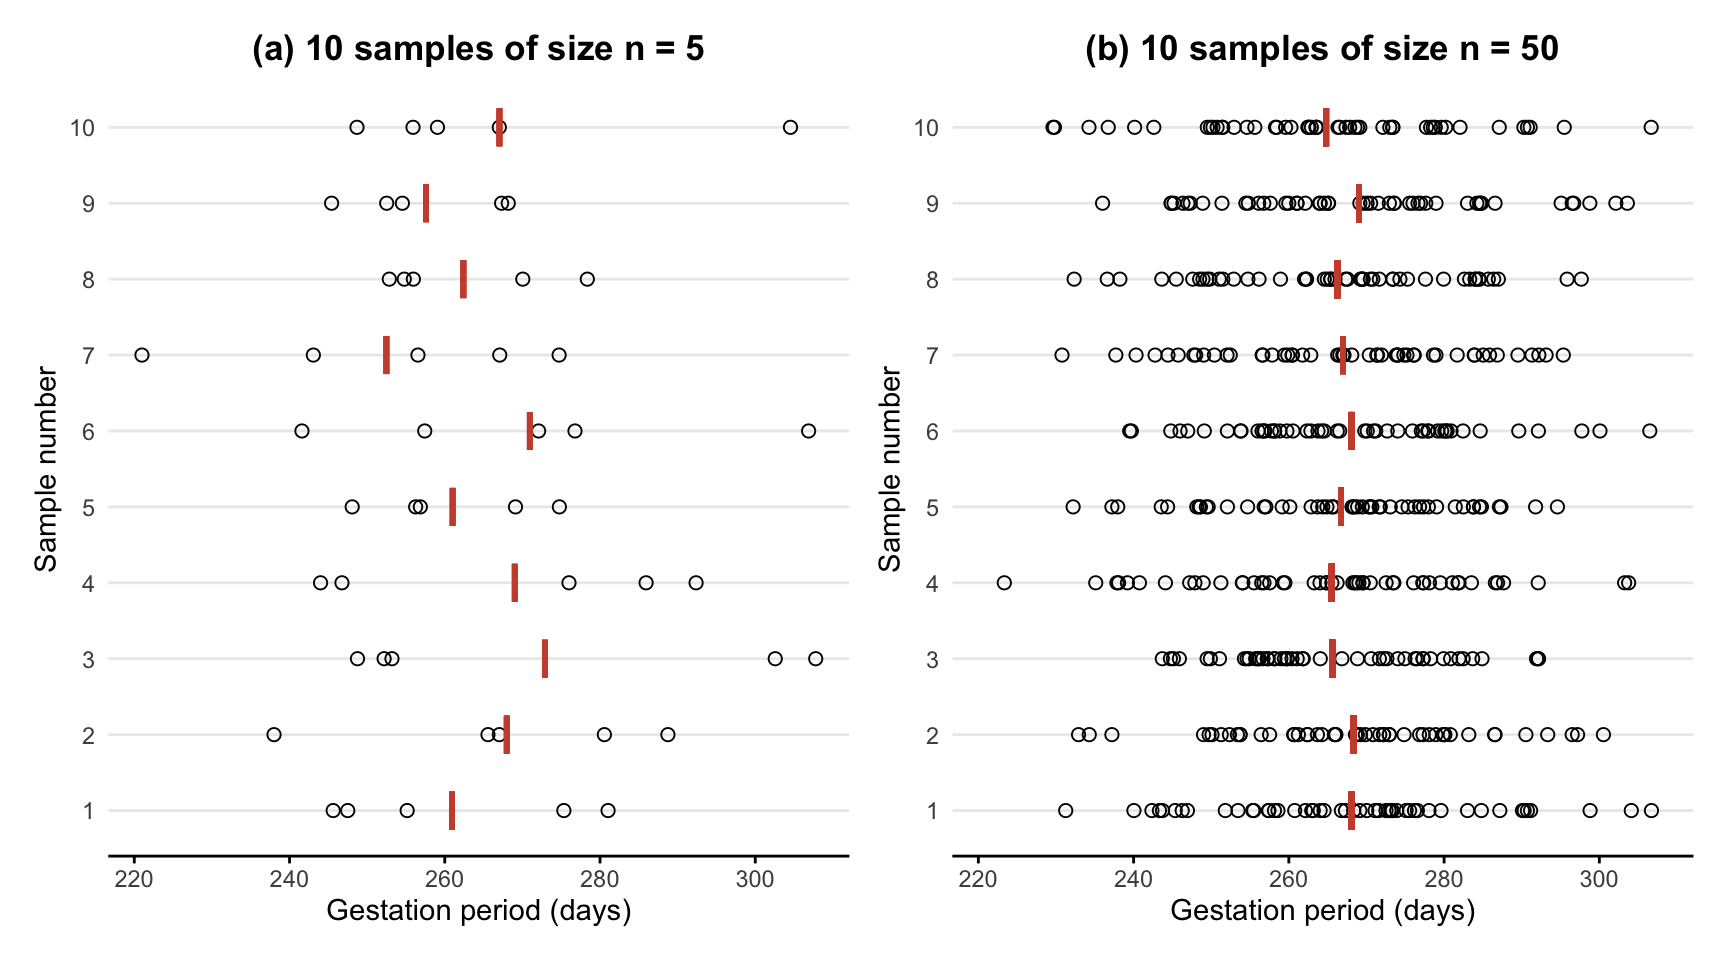 (a) 10 samples of size n = 5
10
9
8
7
6
5
4
3
2
1
Sample number
220 240 260 280 300
Gestation period (days)
(b) 10 samples of size n = 50
10
9
8
7
6
5
4
3
2
1
Sample number
220 240 260 280 300
Gestation period (days)